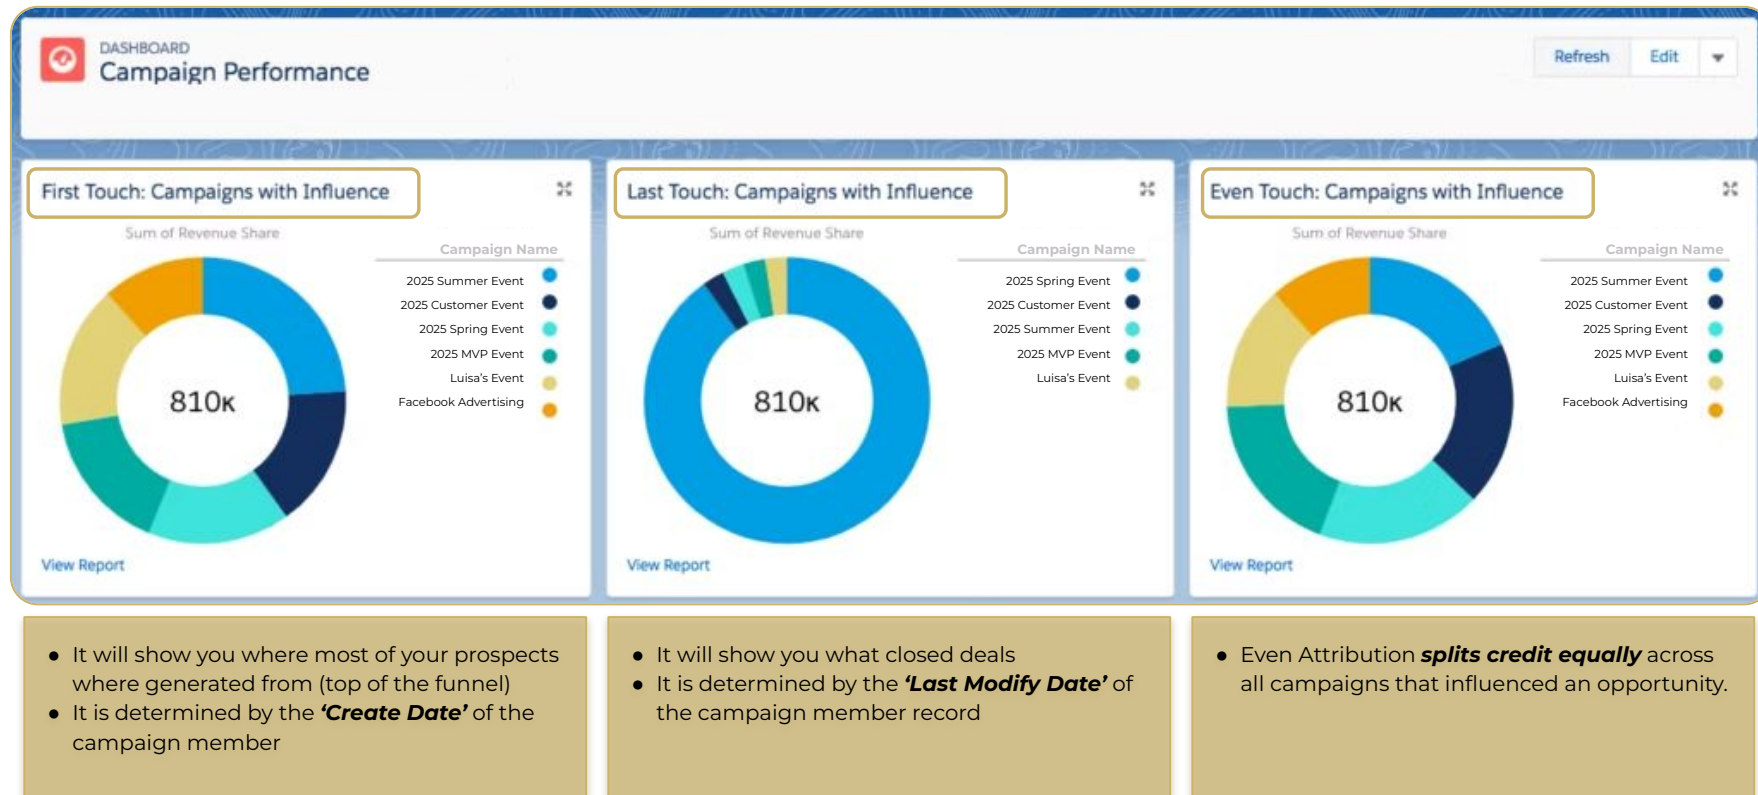 DASHBOARD
Campaign Performance
Refresh
Edit
First Touch: Campaigns with Influence
Sum of Revenue Share
Campaign Name
2025 Summer Event
2025 Customer Event
2025 Spring Event
2025 MVP Event
Luisa's Event
Facebook Advertising
810K
View Report
Last Touch: Campaigns with Influence
Sum of Revenue Share
Campaign Name
2025 Spring Event
2025 Customer Event
2025 Summer Event
2025 MVP Event
Luisa's Event
810K
View Report
Even Touch: Campaigns with Influence
Sum of Revenue Share
Campaign Name
2025 Summer Event
2025 Customer Event
2025 Spring Event
2025 MVP Event
Luisa's Event
Facebook Advertising
810K
View Report
● It will show you where most of your prospects
where generated from (top of the funnel)
● It is determined by the ‘Create Date’ of the
campaign member
● It will show you what closed deals
● It is determined by the ‘Last Modify Date’ of
the campaign member record
● Even Attribution splits credit equally across
all campaigns that influenced an opportunity.